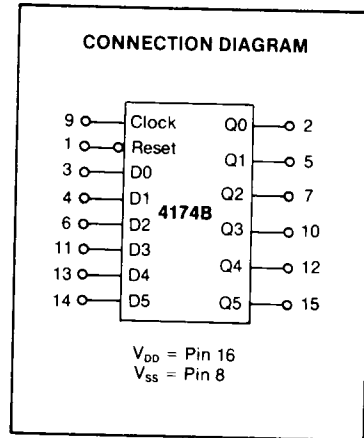 CONNECTION DIAGRAM
9 Clock Q0 2
1 Reset
3 D0 Q1 5
4 D1 Q2 7
6 D2 4174B
11 D3 Q3 10
13 D4 Q4 12
14 D5 Q5 15
VDD = Pin 16
VSS = Pin 8